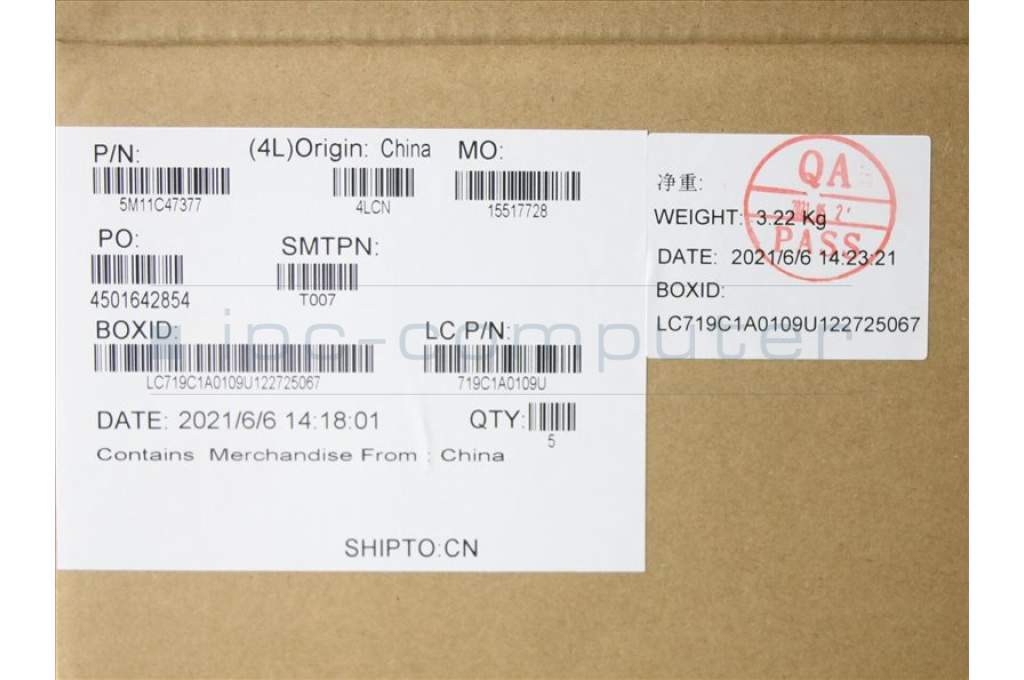 P/N: (4L)Origin: China MO:
5M11C47377 4LCN 15517728
PO: SMTPN:
4501642854 T007
BOXID: LC P/N:
LC719C1A0109U122725067 719C1A0109U
DATE: 2021/6/6 14:18:01 QTY:
5
Contains Merchandise From : China
SHIPTO:CN
净重:
WEIGHT: 3.22 Kg
DATE: 2021/6/6 14:23:21
BOXID:
LC719C1A0109U122725067
QA
PASS
ipc-computer